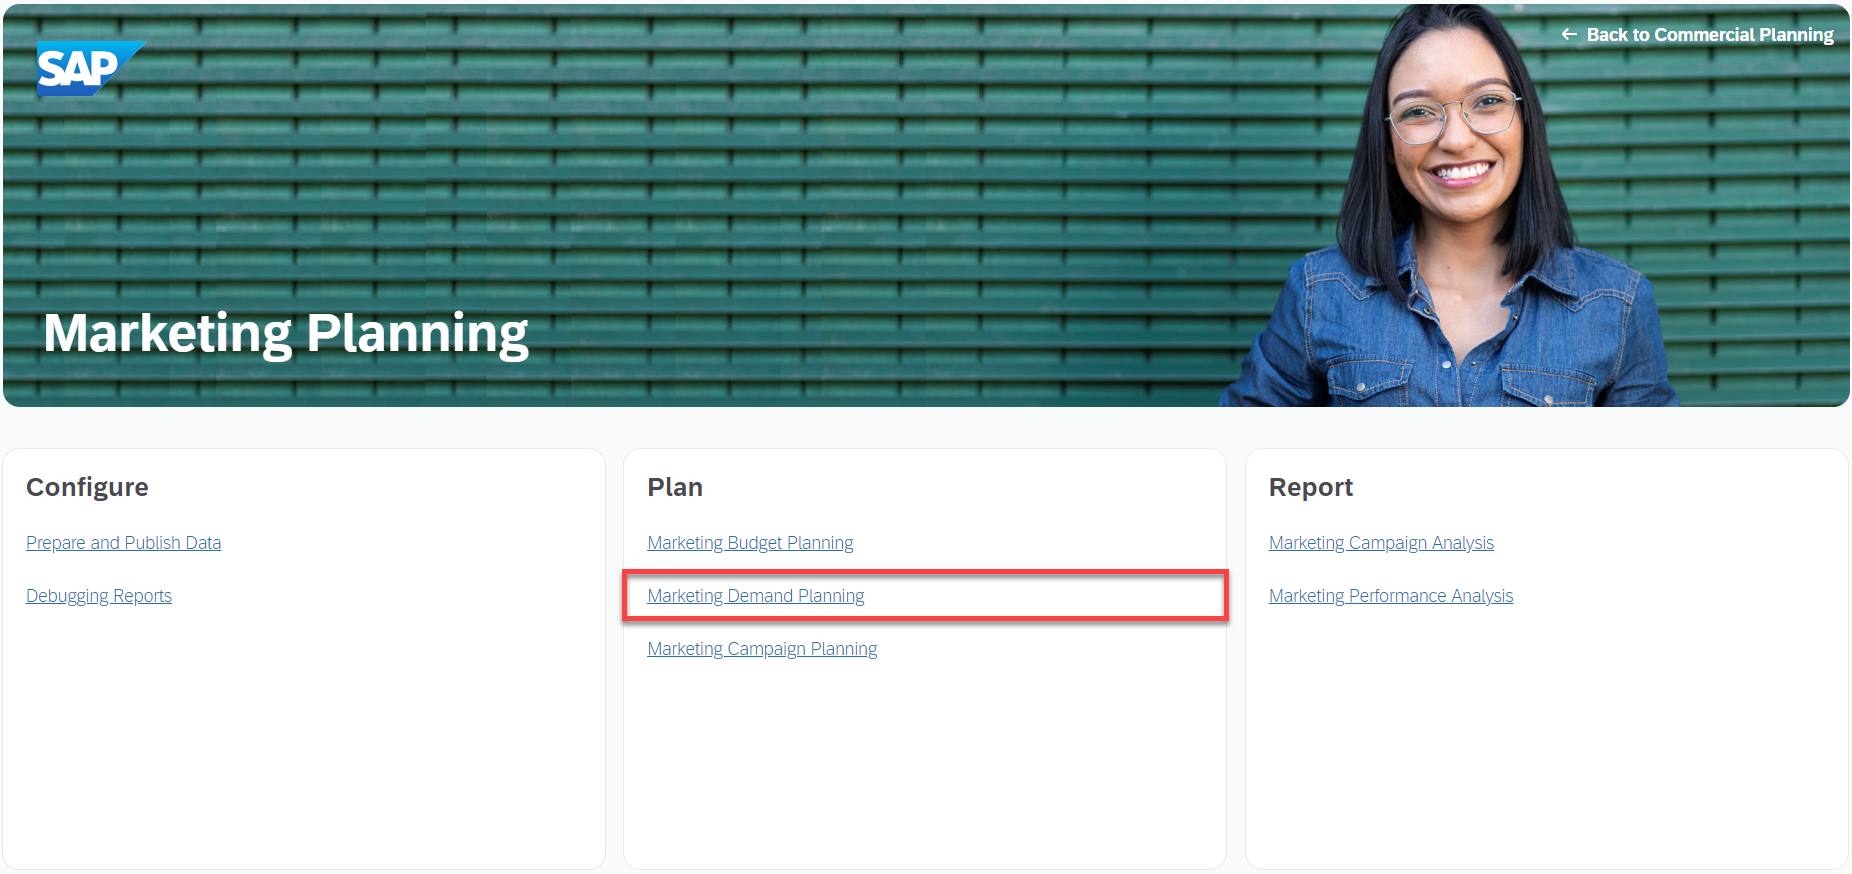 SAP
← Back to Commercial Planning
Marketing Planning
Configure
Prepare and Publish Data
Debugging Reports
Plan
Marketing Budget Planning
Marketing Demand Planning
Marketing Campaign Planning
Report
Marketing Campaign Analysis
Marketing Performance Analysis